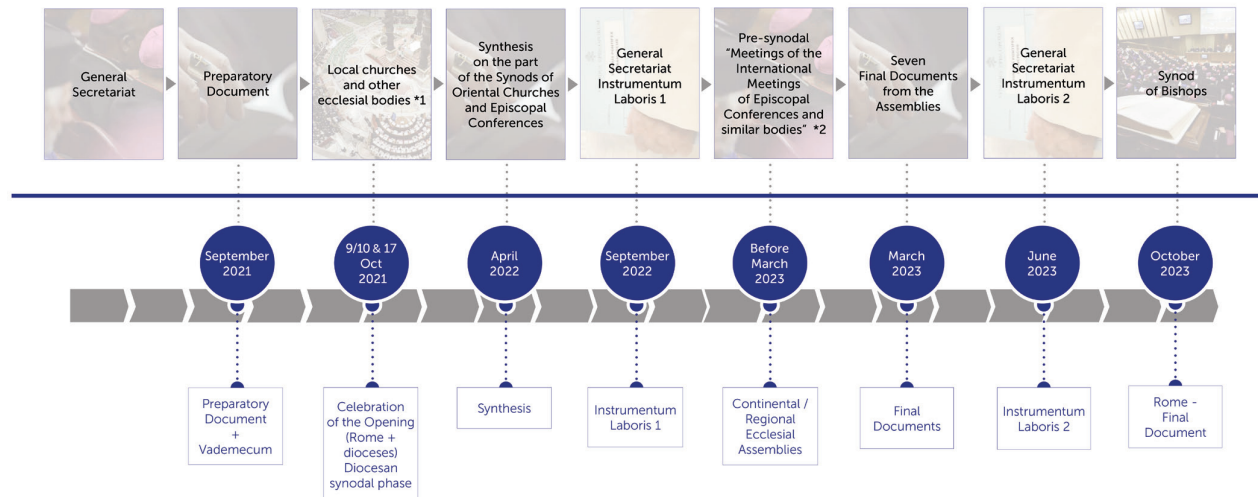 General
Secretariat
Preparatory
Document
Local churches
and other
ecclesial bodies *1
Synthesis
on the part
of the Synods of
Oriental Churches
and Episcopal
Conferences
General
Secretariat
Instrumentum
Laboris 1
Pre-synodal
“Meetings of the
International
Meetings
of Episcopal
Conferences and
similar bodies” *2
Seven
Final Documents
from the
Assemblies
General
Secretariat
Instrumentum
Laboris 2
Synod
of Bishops
September
2021
9/10 & 17
Oct
2021
April
2022
September
2022
Before
March
2023
March
2023
June
2023
October
2023
Preparatory
Document
+
Vademecum
Celebration
of the Opening
(Rome +
dioceses)
Diocesan
synodal phase
Synthesis
Instrumentum
Laboris 1
Continental /
Regional
Ecclesial
Assemblies
Final
Documents
Instrumentum
Laboris 2
Rome -
Final
Document